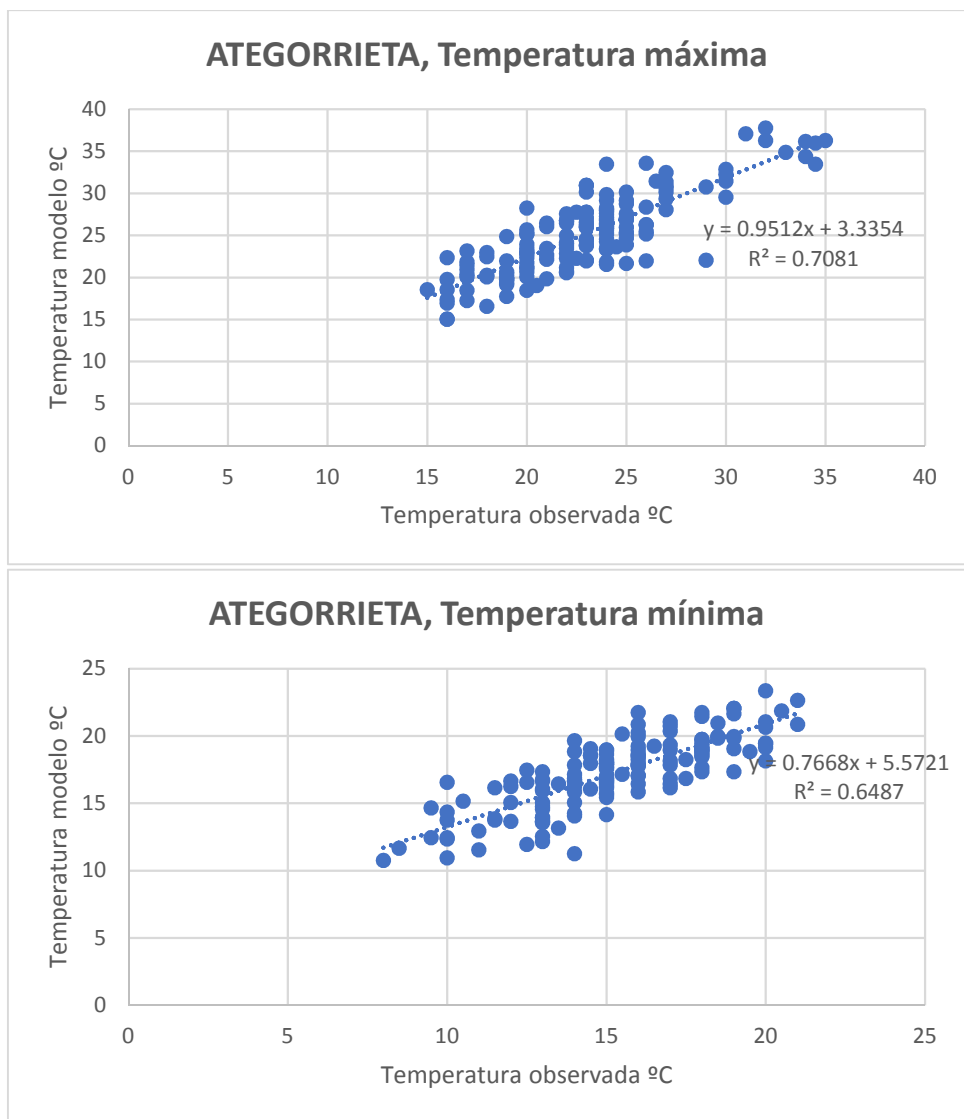 ATEGORRIETA, Temperatura máxima
40
35
30
25
20
15
10
5
0
Temperatura modelo ºC
y = 0.9512x + 3.3354
R² = 0.7081
0 5 10 15 20 25 30 35 40
Temperatura observada ºC
ATEGORRIETA, Temperatura mínima
25
20
15
10
5
0
Temperatura modelo ºC
y = 0.7668x + 5.5721
R² = 0.6487
0 5 10 15 20 25
Temperatura observada ºC